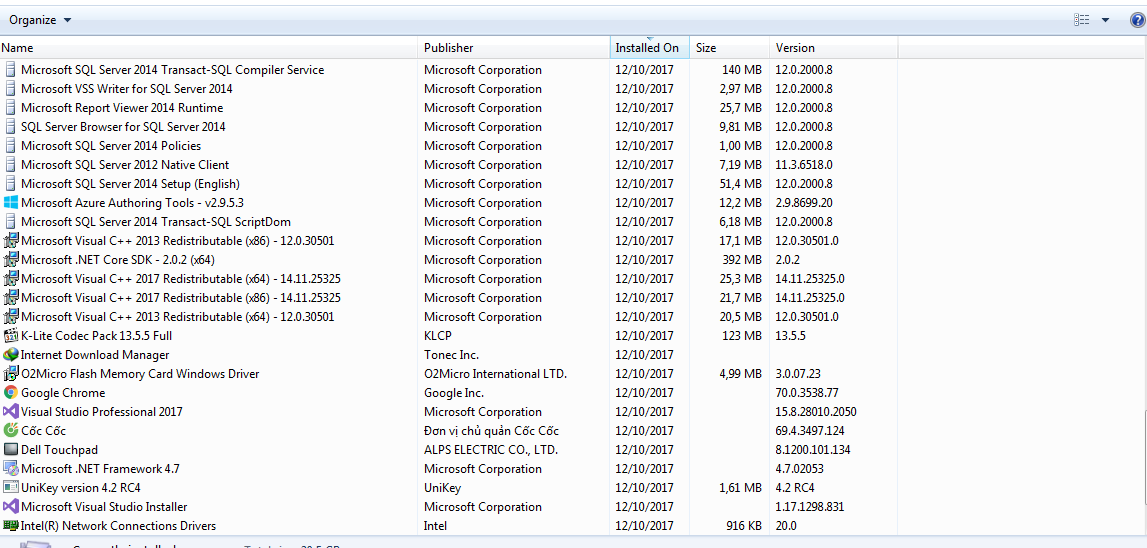 Organize
Name Publisher Installed On Size Version
Microsoft SQL Server 2014 Transact-SQL Compiler Service Microsoft Corporation 12/10/2017 140 MB 12.0.2000.8
Microsoft VSS Writer for SQL Server 2014 Microsoft Corporation 12/10/2017 2,97 MB 12.0.2000.8
Microsoft Report Viewer 2014 Runtime Microsoft Corporation 12/10/2017 25,7 MB 12.0.2000.8
SQL Server Browser for SQL Server 2014 Microsoft Corporation 12/10/2017 9,81 MB 12.0.2000.8
Microsoft SQL Server 2014 Policies Microsoft Corporation 12/10/2017 1,00 MB 12.0.2000.8
Microsoft SQL Server 2012 Native Client Microsoft Corporation 12/10/2017 7,19 MB 11.3.6518.0
Microsoft SQL Server 2014 Setup (English) Microsoft Corporation 12/10/2017 51,4 MB 12.0.2000.8
Microsoft Azure Authoring Tools - v2.9.5.3 Microsoft Corporation 12/10/2017 12,2 MB 2.9.8699.20
Microsoft SQL Server 2014 Transact-SQL ScriptDom Microsoft Corporation 12/10/2017 6,18 MB 12.0.2000.8
Microsoft Visual C++ 2013 Redistributable (x86) - 12.0.30501 Microsoft Corporation 12/10/2017 17,1 MB 12.0.30501.0
Microsoft .NET Core SDK - 2.0.2 (x64) Microsoft Corporation 12/10/2017 392 MB 2.0.2
Microsoft Visual C++ 2017 Redistributable (x64) - 14.11.25325 Microsoft Corporation 12/10/2017 25,3 MB 14.11.25325.0
Microsoft Visual C++ 2017 Redistributable (x86) - 14.11.25325 Microsoft Corporation 12/10/2017 21,7 MB 14.11.25325.0
Microsoft Visual C++ 2013 Redistributable (x64) - 12.0.30501 Microsoft Corporation 12/10/2017 20,5 MB 12.0.30501.0
K-Lite Codec Pack 13.5.5 Full KLCP 12/10/2017 123 MB 13.5.5
Internet Download Manager Tonec Inc. 12/10/2017
O2Micro Flash Memory Card Windows Driver O2Micro International LTD. 12/10/2017 4,99 MB 3.0.07.23
Google Chrome Google Inc. 12/10/2017 70.0.3538.77
Visual Studio Professional 2017 Microsoft Corporation 12/10/2017 15.8.28010.2050
Cốc Cốc Đơn vị chủ quản Cốc Cốc 12/10/2017 69.4.3497.124
Dell Touchpad ALPS ELECTRIC CO., LTD. 12/10/2017 8.1200.101.134
Microsoft .NET Framework 4.7 Microsoft Corporation 12/10/2017 4.7.02053
UniKey version 4.2 RC4 UniKey 12/10/2017 1,61 MB 4.2 RC4
Microsoft Visual Studio Installer Microsoft Corporation 12/10/2017 1.17.1298.831
Intel(R) Network Connections Drivers Intel 12/10/2017 916 KB 20.0